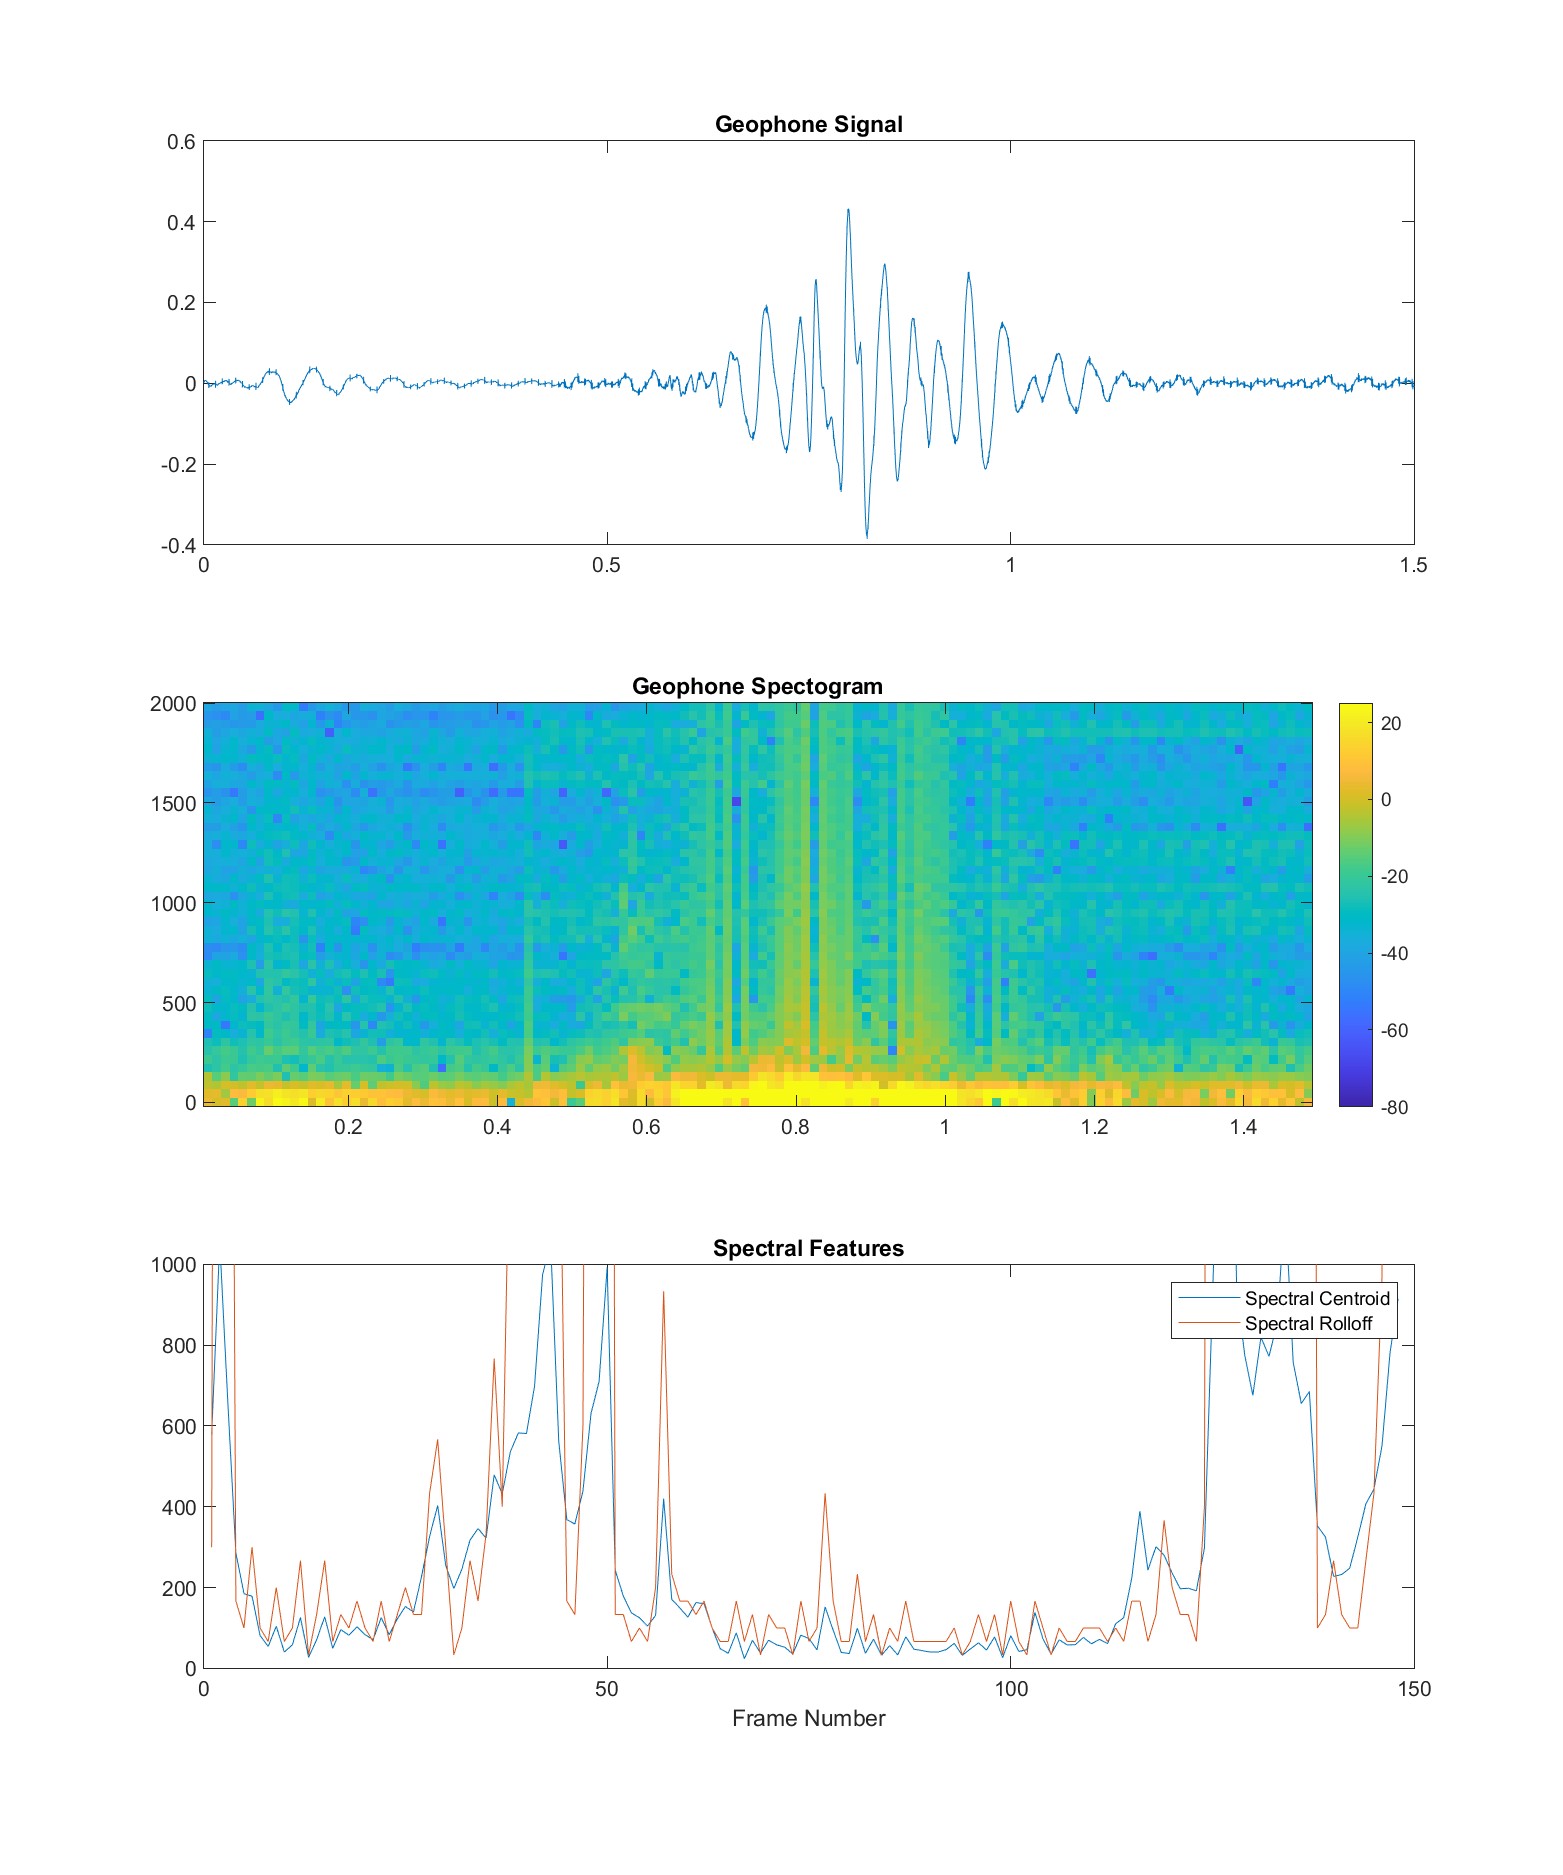 Geophone Signal
0.6
0.4
0.2
0
-0.2
-0.4
0 0.5 1 1.5
Geophone Spectogram
2000
1500
1000
500
0
0.2 0.4 0.6 0.8 1 1.2 1.4
20
0
-20
-40
-60
-80
Spectral Features
1000
800
600
400
200
0
0 50 100 150
Spectral Centroid
Spectral Rolloff
Frame Number